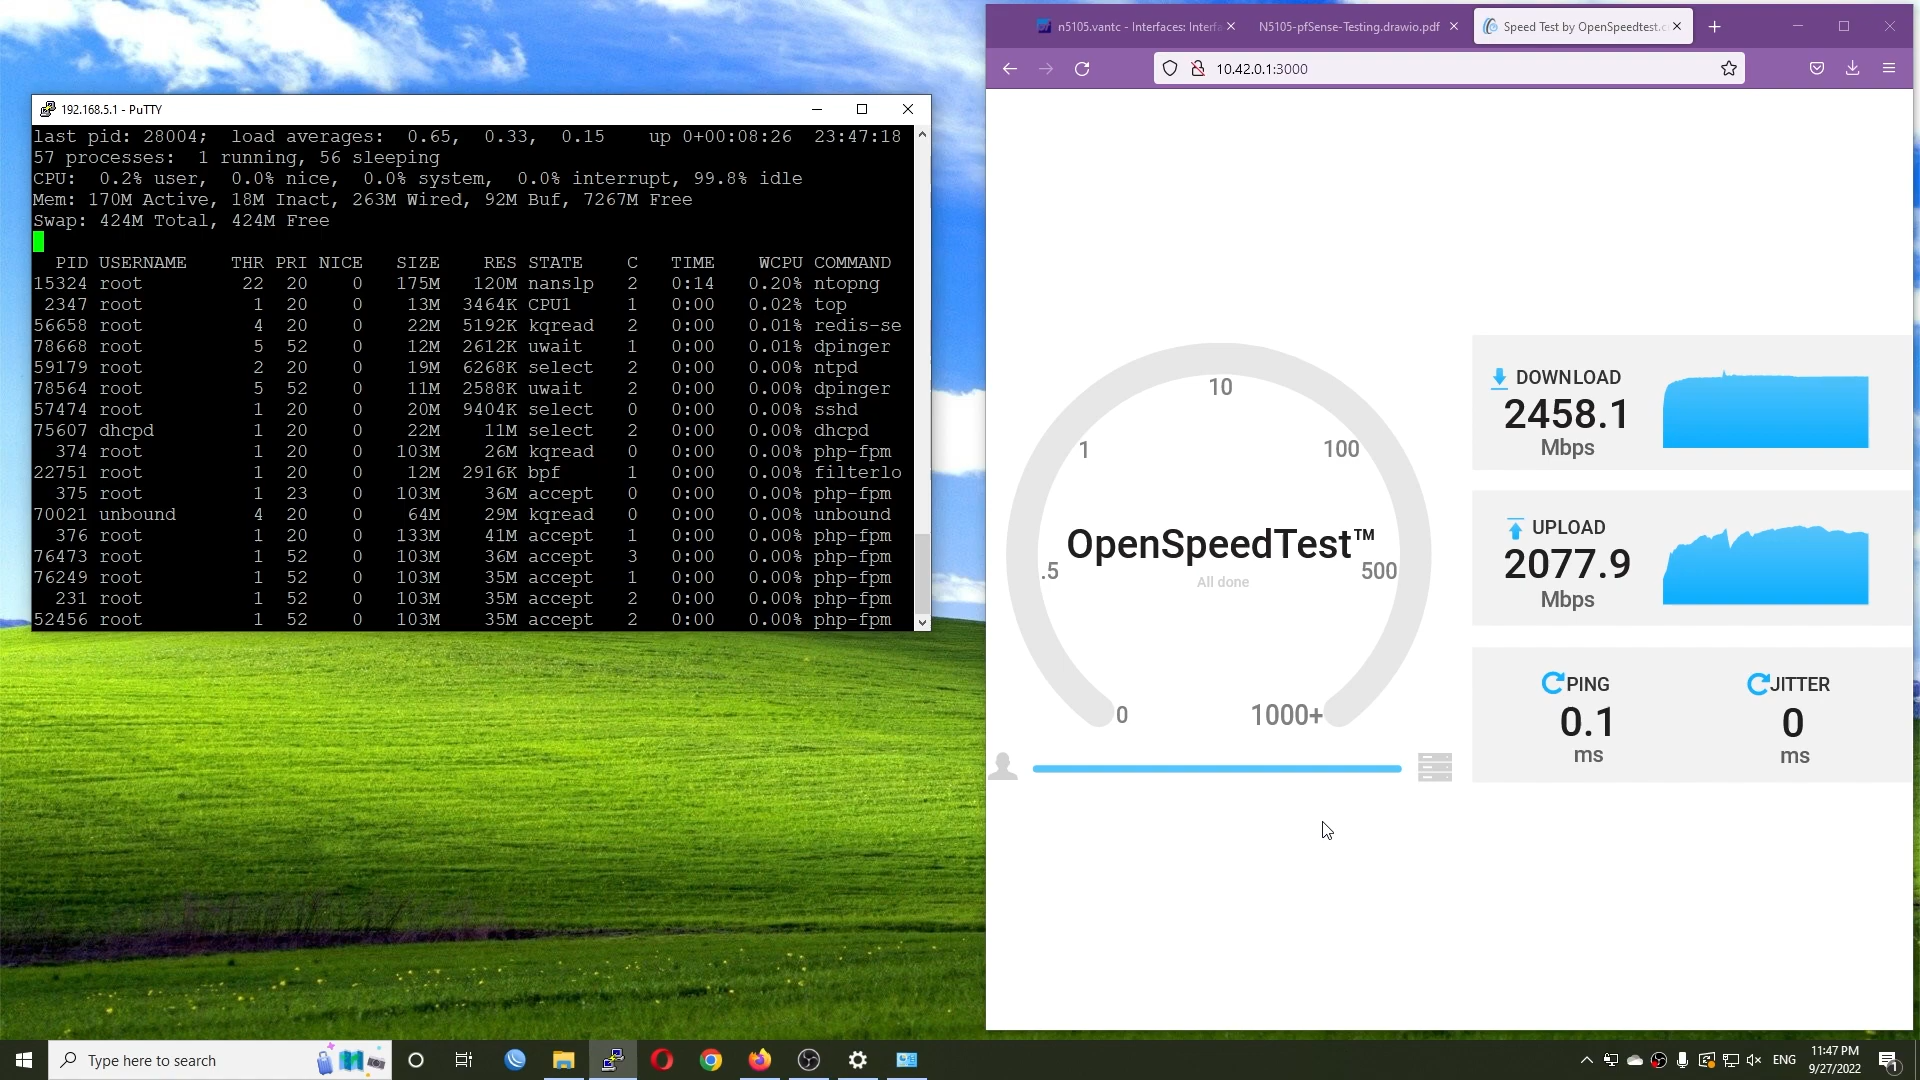 192.168.5.1 - PuTTY
last pid: 28004;  load averages:  0.65,  0.33,  0.15    up 0+00:08:26  23:47:18
57 processes:  1 running, 56 sleeping
CPU:  0.2% user,  0.0% nice,  0.0% system,  0.0% interrupt, 99.8% idle
Mem: 170M Active, 18M Inact, 263M Wired, 92M Buf, 7267M Free
Swap: 424M Total, 424M Free
PID USERNAME    THR PRI NICE   SIZE    RES STATE    C   TIME    WCPU COMMAND
15324 root         22  20    0   175M   120M nanslp   2   0:14   0.20% ntopng
2347 root          1  20    0    13M  3464K CPU1     1   0:00   0.02% top
56658 root          4  20    0    22M  5192K kqread   2   0:00   0.01% redis-se
78668 root          5  52    0    12M  2612K uwait    1   0:00   0.01% dpinger
59179 root          2  20    0    19M  6268K select   2   0:00   0.00% ntpd
78564 root          5  52    0    11M  2588K uwait    2   0:00   0.00% dpinger
57474 root          1  20    0    20M  9404K select   0   0:00   0.00% sshd
75607 dhcpd         1  20    0    22M    11M select   2   0:00   0.00% dhcpd
374 root          1  20    0   103M    26M kqread   0   0:00   0.00% php-fpm
22751 root          1  20    0    12M  2916K bpf      1   0:00   0.00% filterlo
375 root          1  23    0   103M    36M accept   0   0:00   0.00% php-fpm
70021 unbound       4  20    0    64M    29M kqread   0   0:00   0.00% unbound
376 root          1  20    0   133M    41M accept   1   0:00   0.00% php-fpm
76473 root          1  52    0   103M    36M accept   3   0:00   0.00% php-fpm
76249 root          1  52    0   103M    35M accept   1   0:00   0.00% php-fpm
231 root          1  52    0   103M    35M accept   2   0:00   0.00% php-fpm
52456 root          1  52    0   103M    35M accept   2   0:00   0.00% php-fpm
n5105.vantc - Interfaces: Interfa
N5105-pfSense-Testing.drawio.pdf
Speed Test by OpenSpeedtest.c
10.42.0.1:3000
10
1
100
OpenSpeedTest™
All done
.5
500
0
1000+
DOWNLOAD
2458.1
Mbps
UPLOAD
2077.9
Mbps
PING
0.1
ms
JITTER
0
ms
Type here to search
ENG
11:47 PM
9/27/2022
1